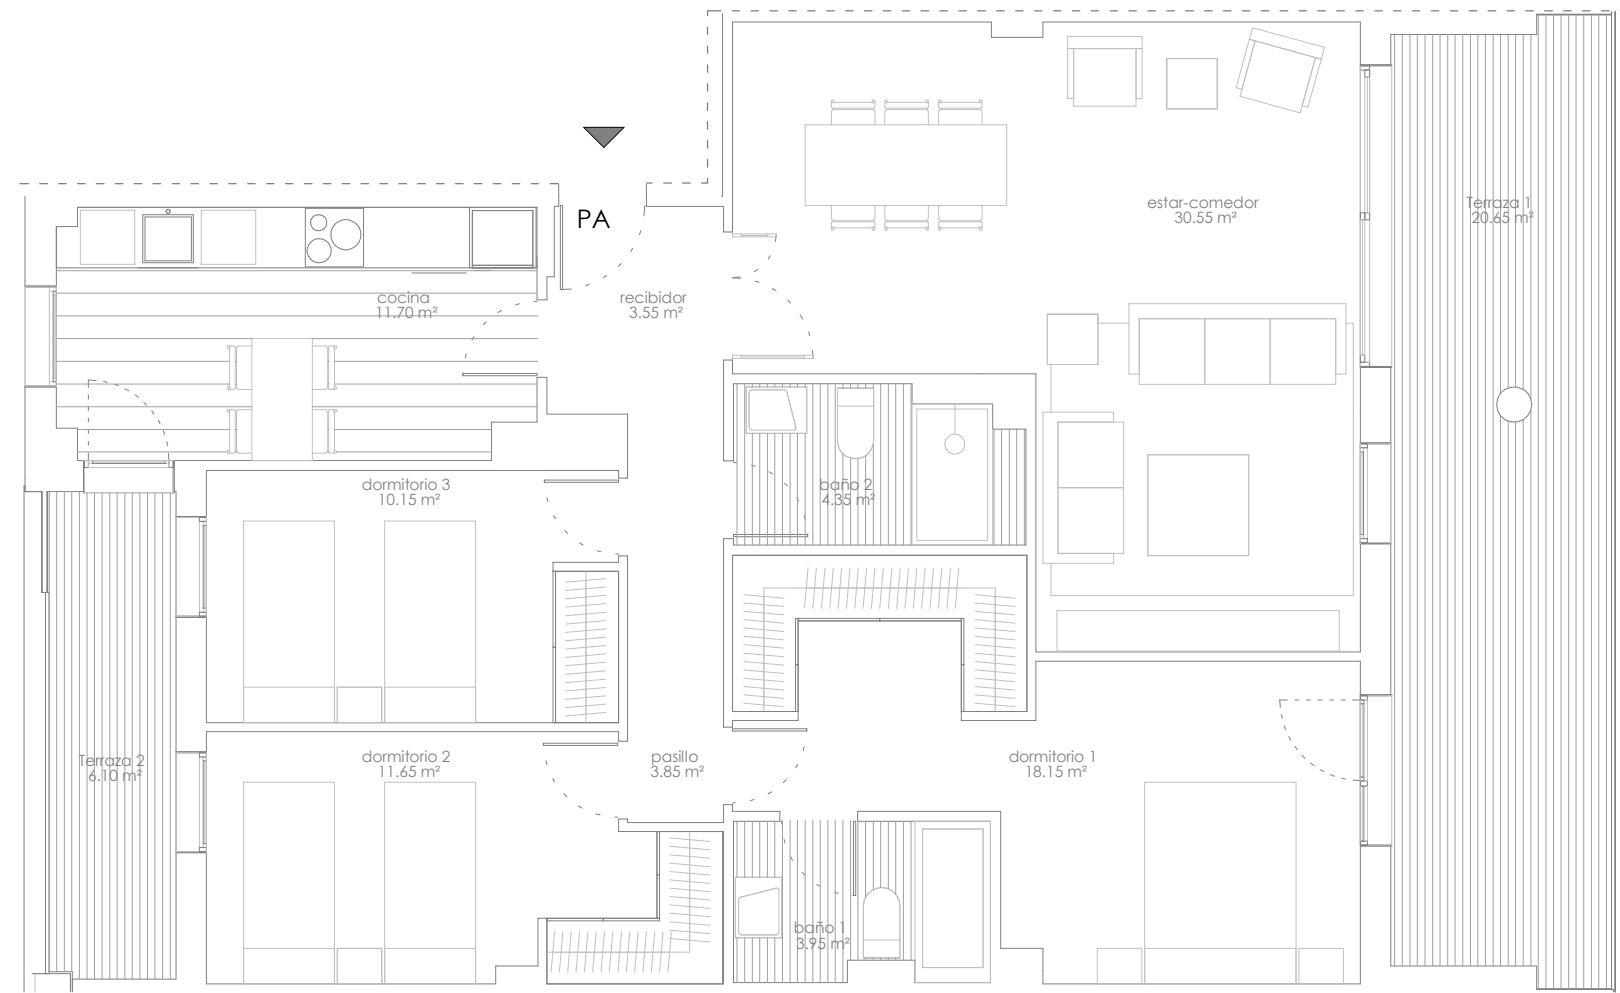 estar-comedor
30.55 m²
Terraza 1
20.65 m²
PA
cocina
11.70 m²
recibidor
3.55 m²
dormitorio 3
10.15 m²
baño 2
4.35 m²
Terraza 2
6.10 m²
dormitorio 2
11.65 m²
pasillo
3.85 m²
dormitorio 1
18.15 m²
baño 1
3.95 m²